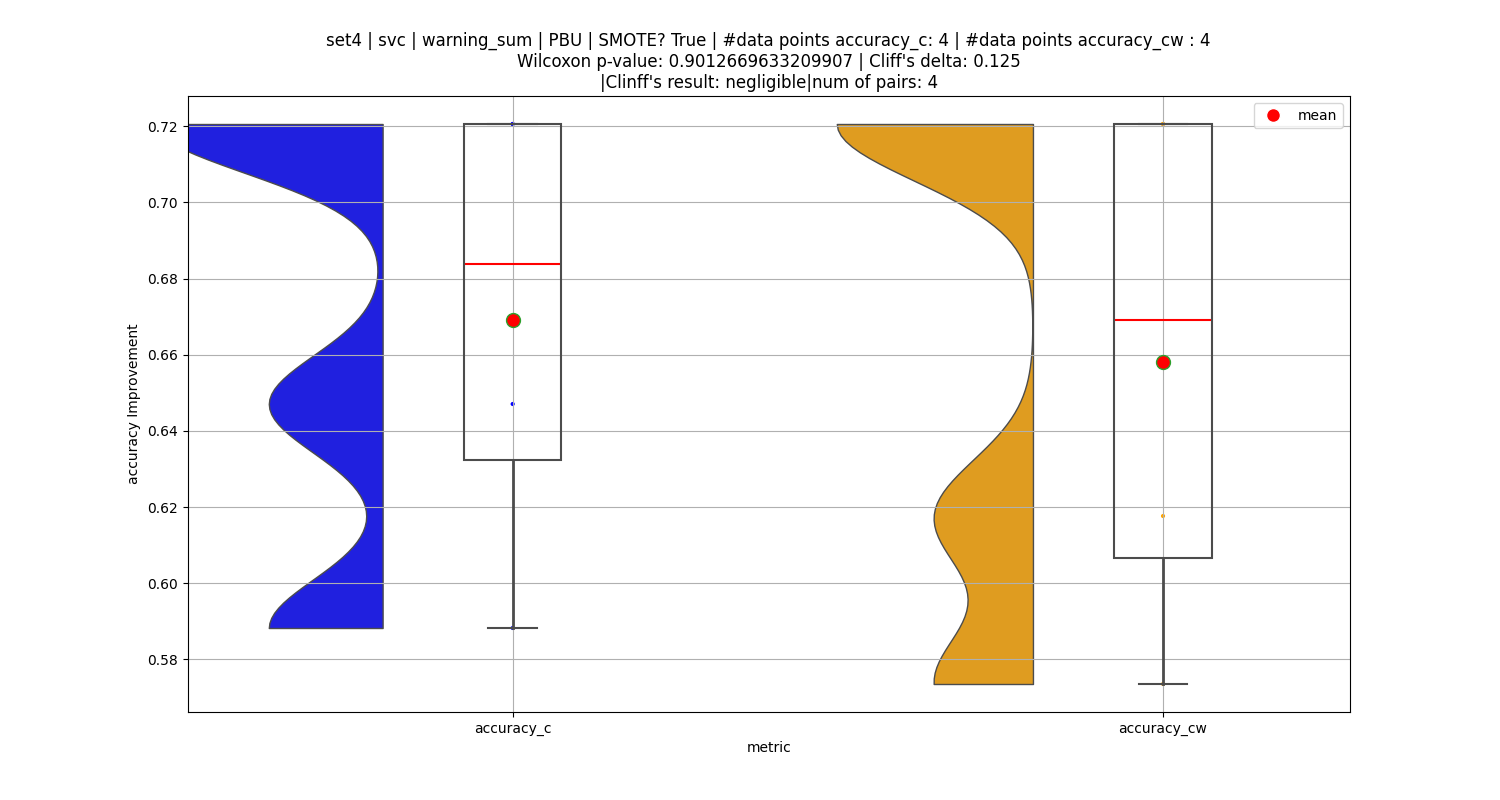 set4 | svc | warning_sum | PBU | SMOTE? True | #data points accuracy_c: 4 | #data points accuracy_cw : 4
Wilcoxon p-value: 0.9012669633209907 | Cliff's delta: 0.125
|Clinff's result: negligible|num of pairs: 4
mean
0.72
0.70
0.68
0.66
0.64
0.62
0.60
0.58
accuracy Improvement
accuracy_c
accuracy_cw
metric